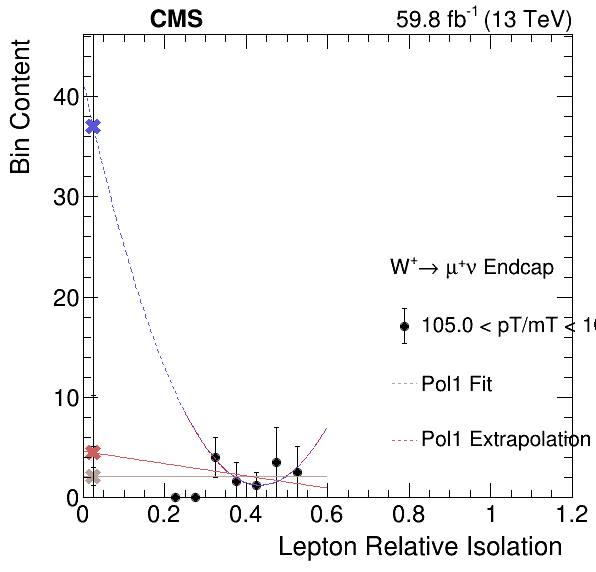 CMS 59.8 fb⁻¹ (13 TeV)
Bin Content
40
30
20
10
0
W⁺→ μ⁺ν Endcap
105.0 < pT/mT < 10
Pol1 Fit
Pol1 Extrapolation
0 0.2 0.4 0.6 0.8 1 1.2
Lepton Relative Isolation